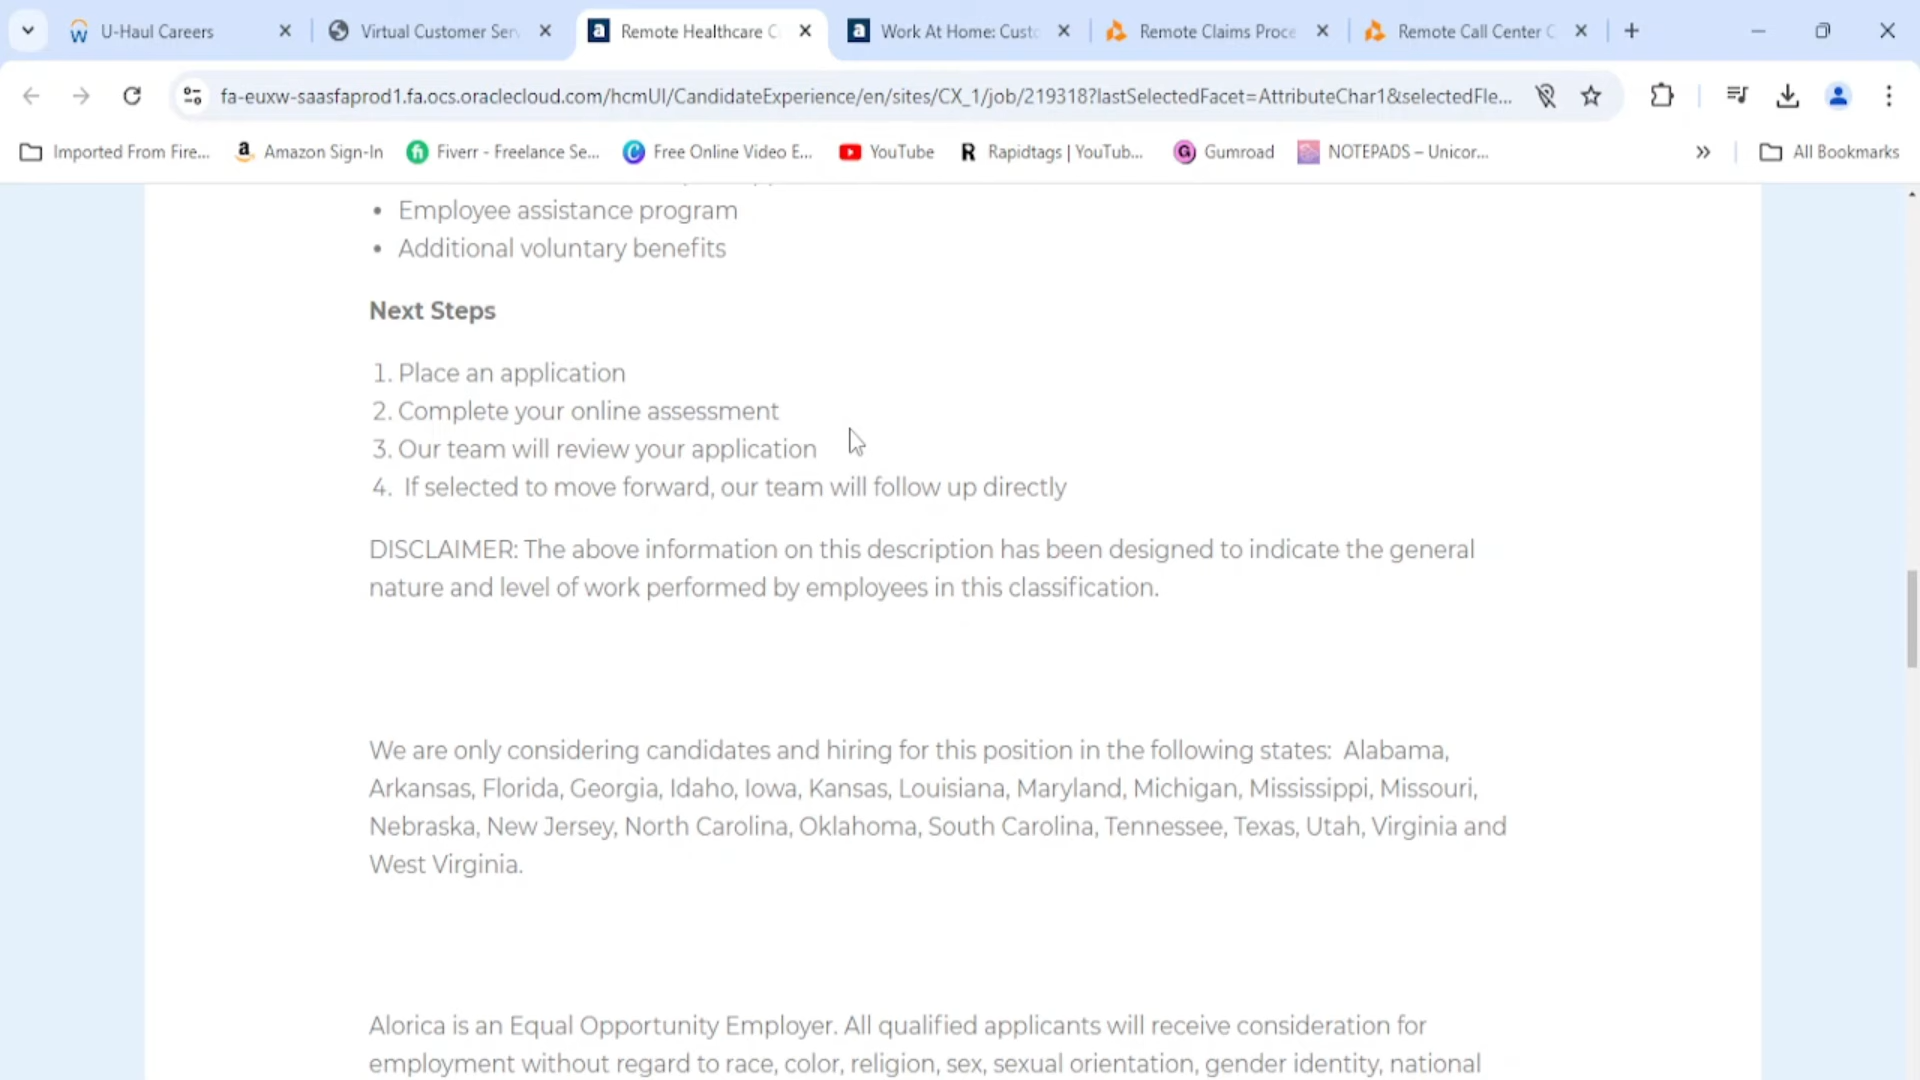 U-Haul Careers
Virtual Customer Serv
Remote Healthcare C
Work At Home: Custo
Remote Claims Proce
Remote Call Center C
fa-euxw-saasfaprod1.fa.ocs.oraclecloud.com/hcmUI/CandidateExperience/en/sites/CX_1/job/219318?lastSelectedFacet=AttributeChar1&selectedFle...
Imported From Fire...
Amazon Sign-In
Fiverr - Freelance Se...
Free Online Video E...
YouTube
Rapidtags | YouTub...
Gumroad
NOTEPADS – Unicor...
All Bookmarks
• Employee assistance program
• Additional voluntary benefits
Next Steps
1. Place an application
2. Complete your online assessment
3. Our team will review your application
4. If selected to move forward, our team will follow up directly
DISCLAIMER: The above information on this description has been designed to indicate the general
nature and level of work performed by employees in this classification.
We are only considering candidates and hiring for this position in the following states: Alabama,
Arkansas, Florida, Georgia, Idaho, Iowa, Kansas, Louisiana, Maryland, Michigan, Mississippi, Missouri,
Nebraska, New Jersey, North Carolina, Oklahoma, South Carolina, Tennessee, Texas, Utah, Virginia and
West Virginia.
Alorica is an Equal Opportunity Employer. All qualified applicants will receive consideration for
employment without regard to race, color, religion, sex, sexual orientation, gender identity, national